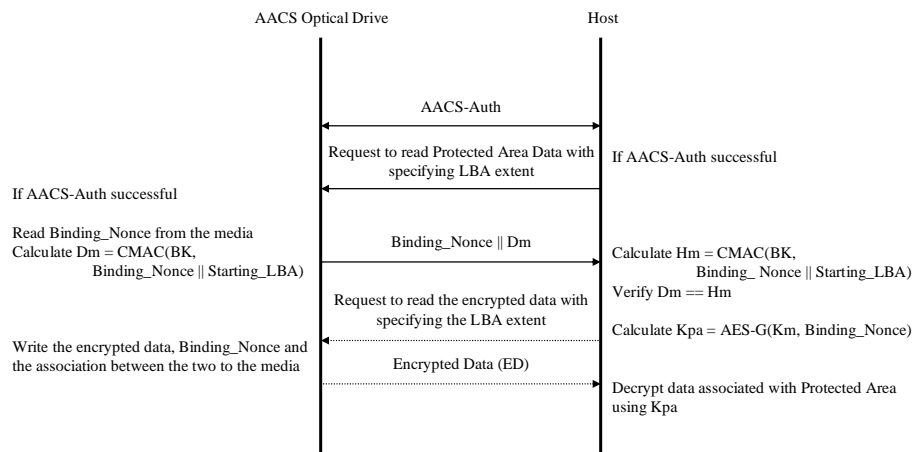 AACS Optical Drive
Host
AACS-Auth
Request to read Protected Area Data with
specifying LBA extent
If AACS-Auth successful
If AACS-Auth successful
Read Binding_Nonce from the media
Calculate Dm = CMAC(BK,
Binding_Nonce || Starting_LBA)
Binding_Nonce || Dm
Calculate Hm = CMAC(BK,
Binding_ Nonce || Starting_LBA)
Verify Dm == Hm
Request to read the encrypted data with
specifying the LBA extent
Calculate Kpa = AES-G(Km, Binding_Nonce)
Write the encrypted data, Binding_Nonce and
the association between the two to the media
Encrypted Data (ED)
Decrypt data associated with Protected Area
using Kpa